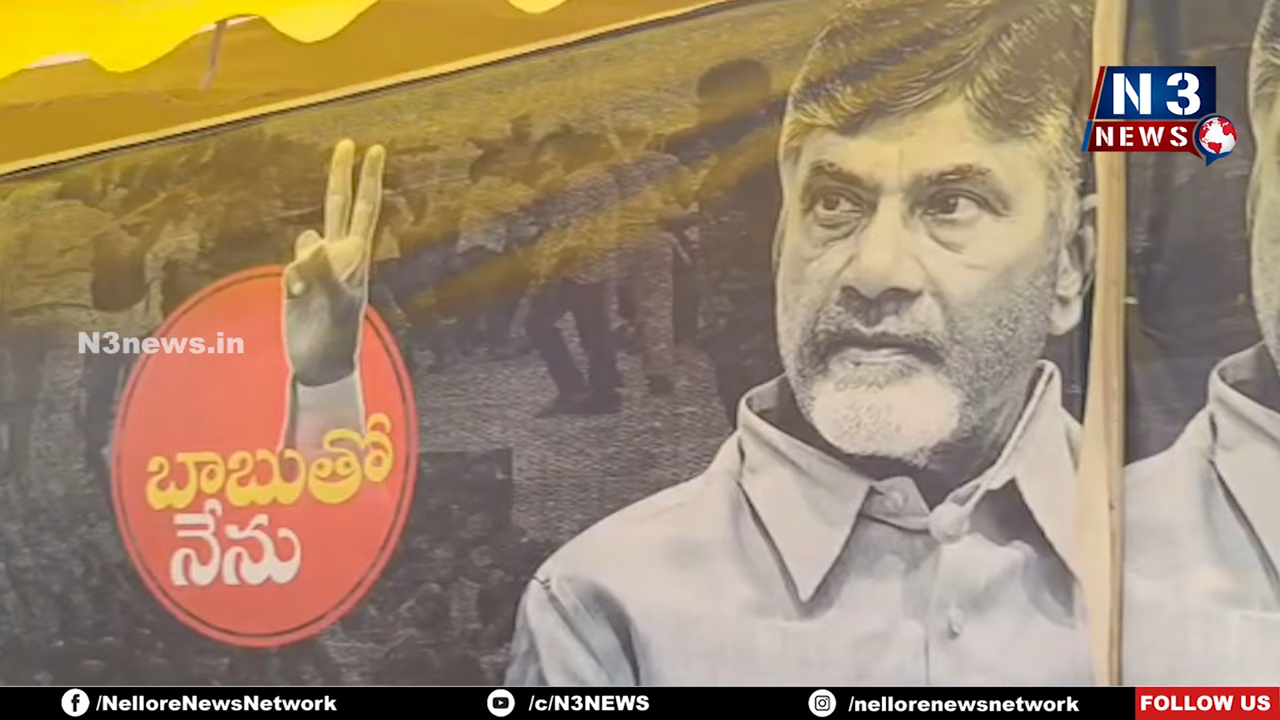 N3
NEWS
N3news.in
బాబుతో
నేను
/NelloreNewsNetwork
/c/N3NEWS
/nellorenewsnetwork
FOLLOW US